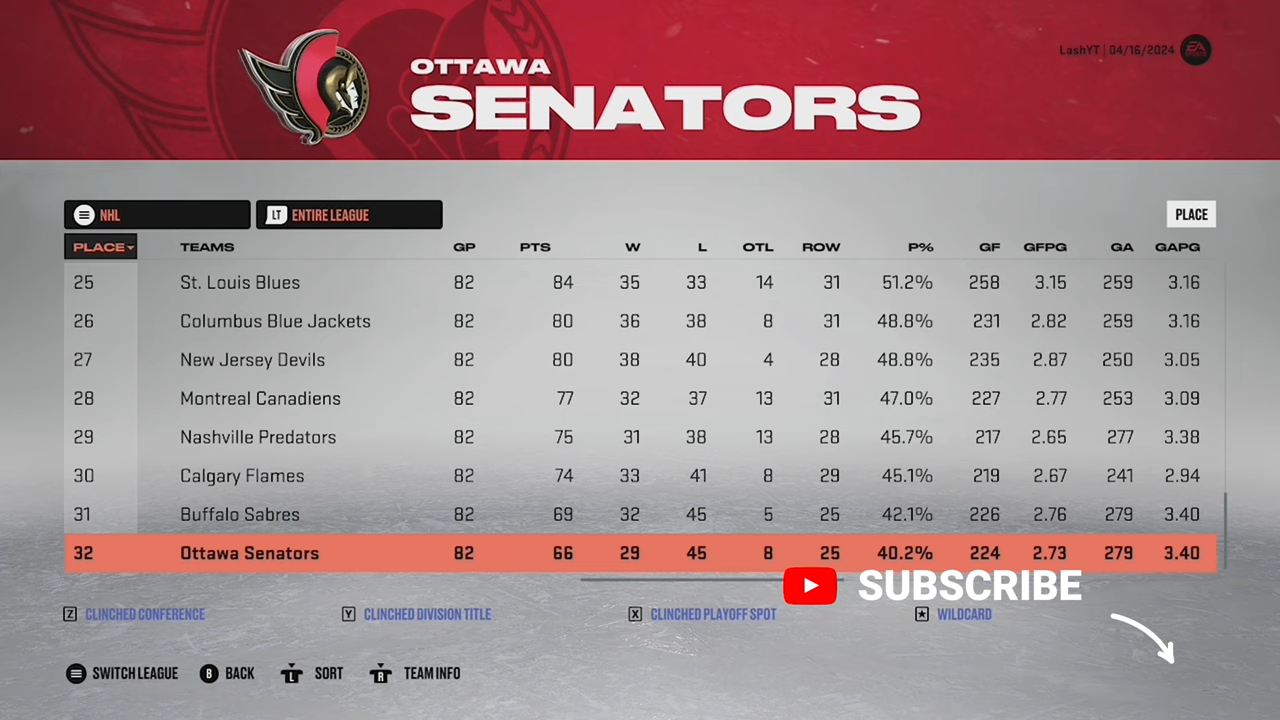 LashYT | 04/16/2024 EA
OTTAWA
SENATORS
NHL LT ENTIRE LEAGUE PLACE
PLACE TEAMS GP PTS W L OTL ROW P% GF GFPG GA GAPG
25 St. Louis Blues 82 84 35 33 14 31 51.2% 258 3.15 259 3.16
26 Columbus Blue Jackets 82 80 36 38 8 31 48.8% 231 2.82 259 3.16
27 New Jersey Devils 82 80 38 40 4 28 48.8% 235 2.87 250 3.05
28 Montreal Canadiens 82 77 32 37 13 31 47.0% 227 2.77 253 3.09
29 Nashville Predators 82 75 31 38 13 28 45.7% 217 2.65 277 3.38
30 Calgary Flames 82 74 33 41 8 29 45.1% 219 2.67 241 2.94
31 Buffalo Sabres 82 69 32 45 5 25 42.1% 226 2.76 279 3.40
32 Ottawa Senators 82 66 29 45 8 25 40.2% 224 2.73 279 3.40
SUBSCRIBE
Z CLINCHED CONFERENCE Y CLINCHED DIVISION TITLE X CLINCHED PLAYOFF SPOT WILDCARD
SWITCH LEAGUE B BACK L SORT R TEAM INFO